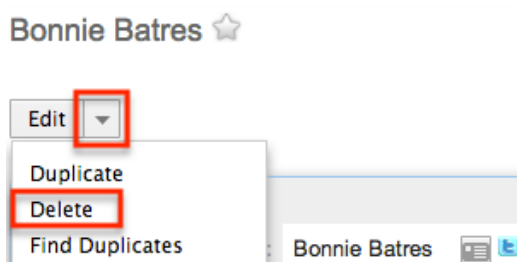 Bonnie Batres
Edit
Duplicate
Delete
Find Duplicates
: Bonnie Batres